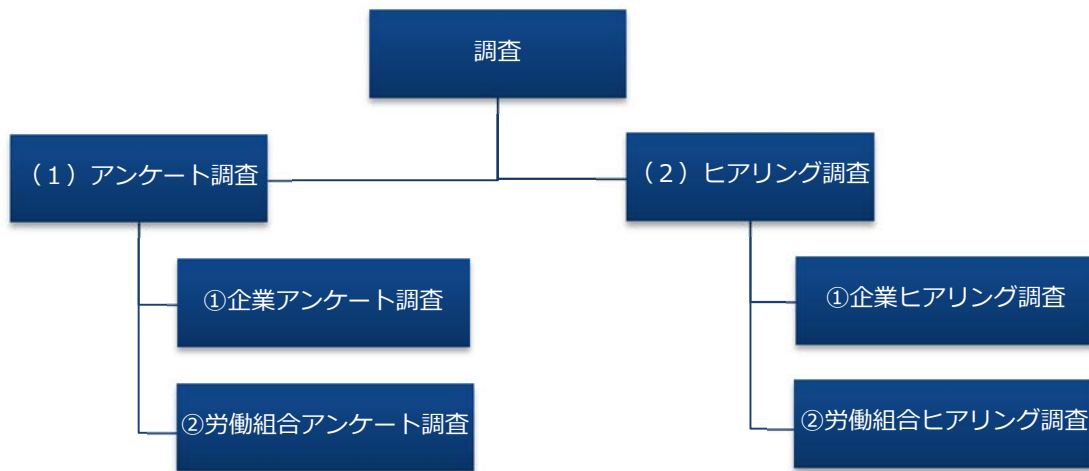 調査
（１）アンケート調査
（２）ヒアリング調査
①企業アンケート調査
①企業ヒアリング調査
②労働組合アンケート調査
②労働組合ヒアリング調査